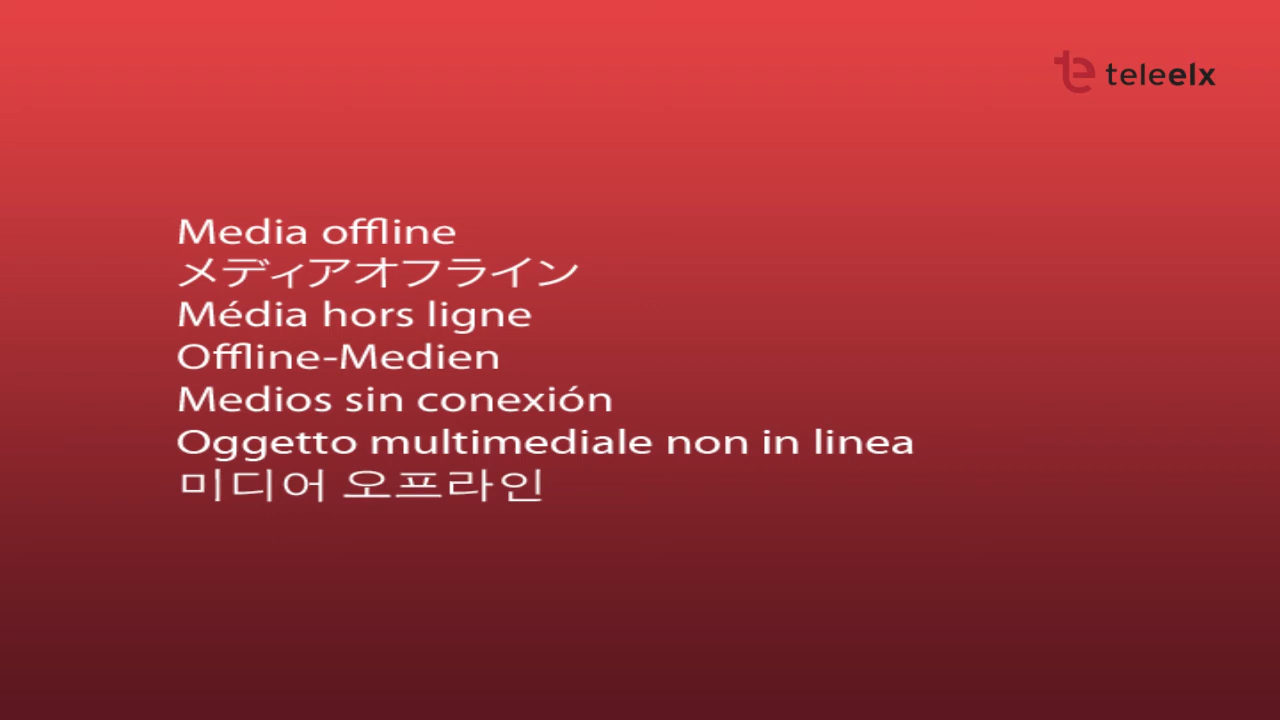 teleelx
Media offline
メディアオフライン
Média hors ligne
Offline-Medien
Medios sin conexión
Oggetto multimediale non in linea
미디어 오프라인